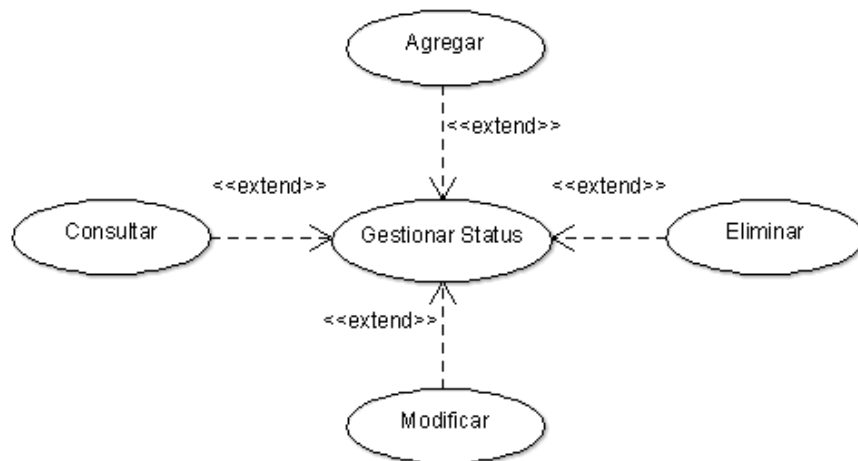 Agregar
<<extend>>
<<extend>>
<<extend>>
Consultar
Gestionar Status
Eliminar
<<extend>>
Modificar